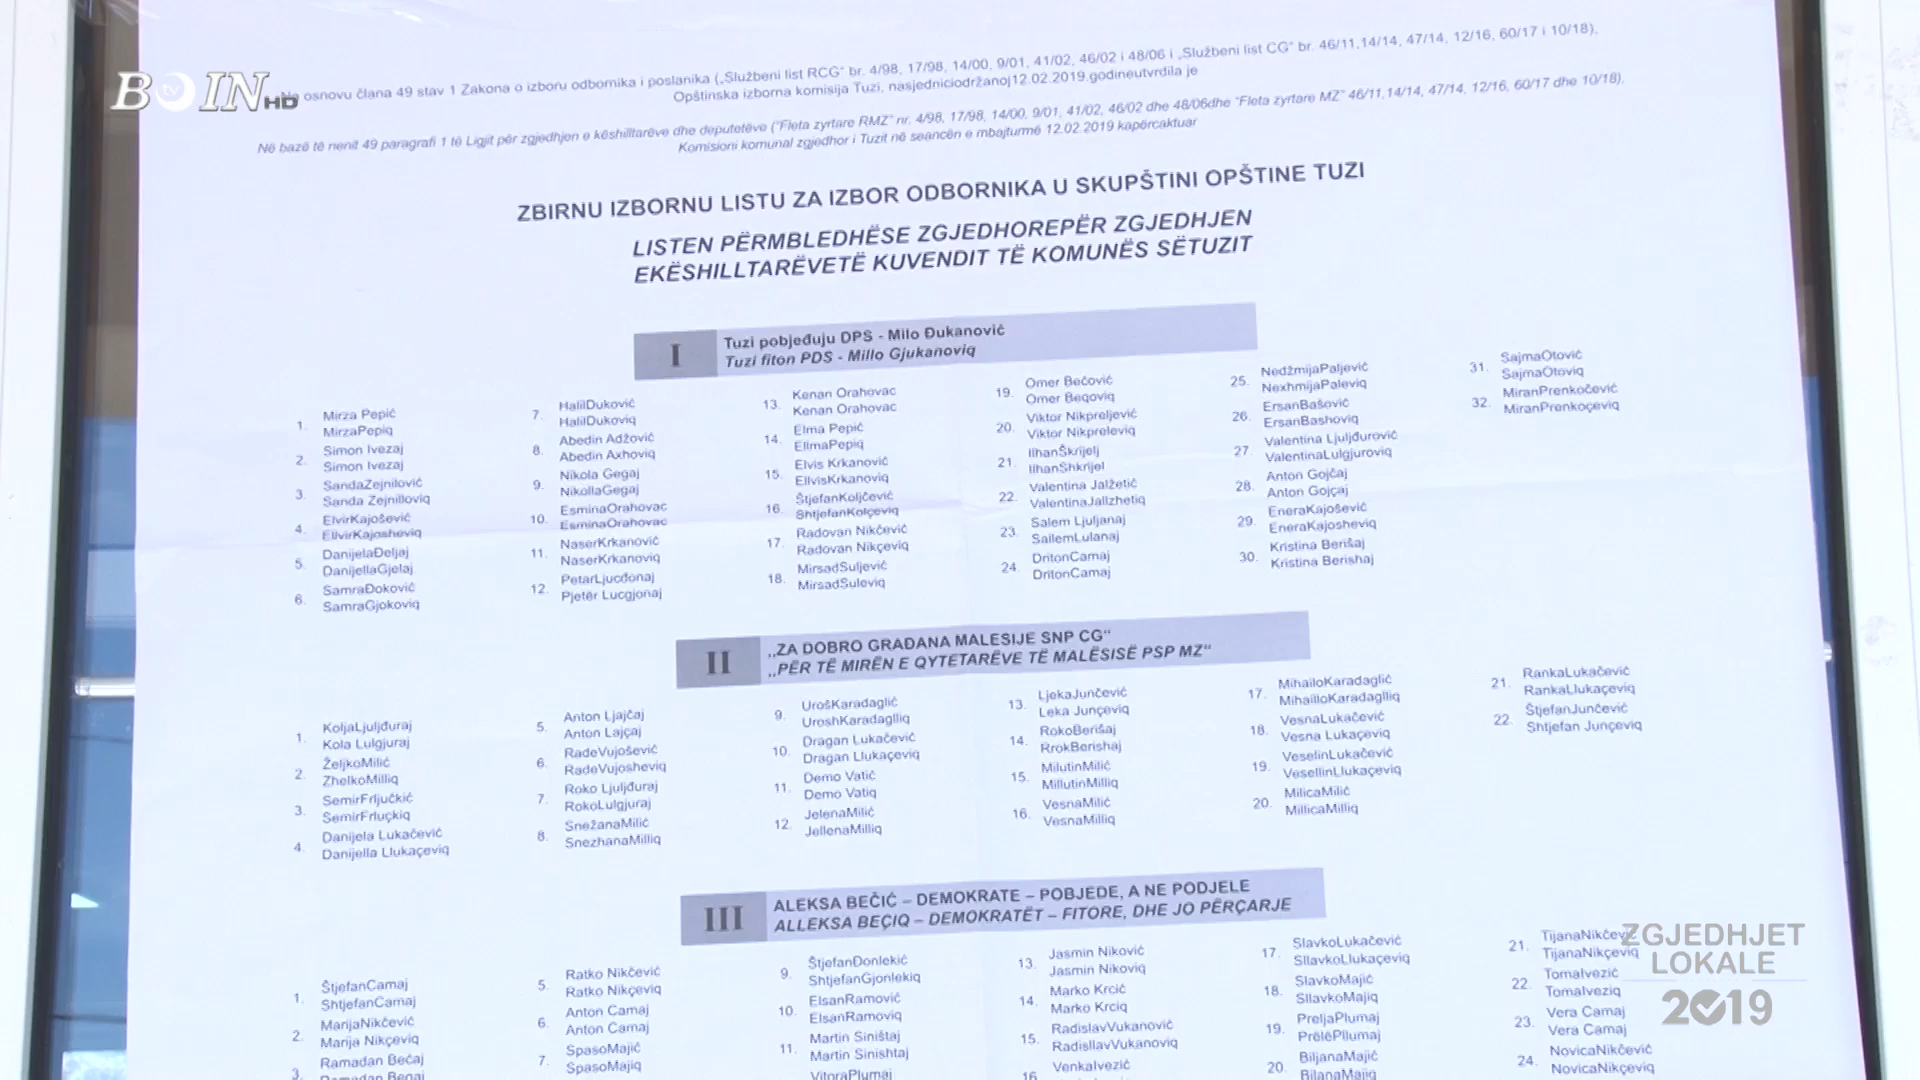 BOIN HD
tv
Na osnovu člana 49 stav 1 Zakona o izboru odbornika i poslanika („Službeni list RCG" br. 4/98, 17/98, 14/00, 9/01, 41/02, 46/02 i 48/06 i „Službeni list CG" br. 46/11,14/14, 47/14, 12/16, 60/17 i 10/18),
Opštinska izborna komisija Tuzi, nasjedniciodržanoj12.02.2019.godineutvrdila je
Në bazë të nenit 49 paragrafi 1 të Ligjit për zgjedhjen e këshilltarëve dhe deputetëve ("Fleta zyrtare RMZ" nr. 4/98, 17/98, 14/00, 9/01, 41/02, 46/02 dhe 48/06dhe "Fleta zyrtare MZ" 46/11,14/14, 47/14, 12/16, 60/17 dhe 10/18),
Komisioni komunal zgjedhor i Tuzit në seancën e mbajturmë 12.02.2019 kapërcaktuar
ZBIRNU IZBORNU LISTU ZA IZBOR ODBORNIKA U SKUPŠTINI OPŠTINE TUZI
LISTEN PËRMBLEDHËSE ZGJEDHOREPËR ZGJEDHJEN
EKËSHILLTARËVETË KUVENDIT TË KOMUNËS SËTUZIT
I
Tuzi pobjeđuju DPS - Milo Đukanović
Tuzi fiton PDS - Millo Gjukanoviq
1. Mirza Pepić
MirzaPepiq
2. Simon Ivezaj
Simon Ivezaj
3. SandaZejnilović
Sanda Zejnilloviq
4. ElvirKajošević
EllvirKajosheviq
5. DanijelaĐeljaj
DanijellaGjelaj
6. SamraĐoković
SamraGjokoviq
7. HalilDuković
HalilDukoviq
8. Abedin Adžović
Abedin Axhoviq
9. Nikola Gegaj
NikollaGegaj
10. EsminaOrahovac
EsminaOrahovac
11. NaserKrkanović
NaserKrkanoviq
12. PetarLjucđonaj
Pjetër Lucgjonaj
13. Kenan Orahovac
Kenan Orahovac
14. Elma Pepić
ElmaPepiq
15. Elvis Krkanović
EllvisKrkanoviq
16. ŠtjefanKoljčević
ShtjefanKolçeviq
17. Radovan Nikčević
Radovan Nikçeviq
18. MirsadSuljević
MirsadSuleviq
19. Omer Bećović
Omer Beqoviq
20. Viktor Nikpreljević
Viktor Nikpreleviq
21. IlhanŠkrijelj
IlhanShkrijel
22. Valentina Jalžetić
ValentinaJallzhetiq
23. Salem Ljuljanaj
SallemLulanaj
24. DritonCamaj
DritonCamaj
25. NedžmijaPaljević
NexhmijaPaleviq
26. ErsanBašović
ErsanBashoviq
27. Valentina Ljuljđurović
ValentinaLulgjuroviq
28. Anton Gojčaj
Anton Gojçaj
29. EneraKajošević
EneraKajosheviq
30. Kristina Berišaj
Kristina Berishaj
31. SajmaOtović
SajmaOtoviq
32. MiranPrenkočević
MiranPrenkoçeviq
II
„ZA DOBRO GRAĐANA MALESIJE SNP CG"
„PËR TË MIRËN E QYTETARËVE TË MALËSISË PSP MZ"
1. KoljaLjuljđuraj
Kola Lulgjuraj
2. ŽeljkoMilić
ZhelkoMilliq
3. SemirFrljučkić
SemirFrluçkiq
4. Danijela Lukačević
Danijella Llukaçeviq
5. Anton Ljajčaj
Anton Lajçaj
6. RadeVujošević
RadeVujosheviq
7. Roko Ljuljđuraj
RokoLulgjuraj
8. SnežanaMilić
SnezhanaMilliq
9. UrošKaradaglić
UroshKaradaglliq
10. Dragan Lukačević
Dragan Llukaçeviq
11. Demo Vatić
Demo Vatiq
12. JelenaMilić
JellenaMilliq
13. LjekaJunčević
Leka Junçeviq
14. RokoBerišaj
RrokBerishaj
15. MilutinMilić
MillutinMilliq
16. VesnaMilić
VesnaMilliq
17. MihailoKaradaglić
MihailloKaradaglliq
18. VesnaLukačević
Vesna Lukaçeviq
19. VeselinLukačević
VesellinLlukaçeviq
20. MilicaMilić
MillicaMilliq
21. RankaLukačević
RankaLlukaçeviq
22. ŠtjefanJunčević
Shtjefan Junçeviq
III
ALEKSA BEČIĆ – DEMOKRATE – POBJEDE, A NE PODJELE
ALLEKSA BEÇIQ – DEMOKRATËT – FITORE, DHE JO PËRÇARJE
1. ŠtjefanCamaj
ShtjefanCamaj
2. MarijaNikčević
Marija Nikçeviq
3. Ramadan Bećaj
Ramadan Beqaj
5. Ratko Nikčević
Ratko Nikçeviq
6. Anton Camaj
Anton Camaj
7. SpasoMajić
SpasoMajiq
9. ŠtjefanĐonlekić
ShtjefanGjonlekiq
10. ElsanRamović
ElsanRamoviq
11. Martin Siništaj
Martin Sinishtaj
VitoraPlumaj
13. Jasmin Niković
Jasmin Nikoviq
14. Marko Krcić
Marko Krciq
15. RadislavVukanović
RadisllavVukanoviq
16. VenkaIvezić
17. SlavkoLukačević
SllavkoLlukaçeviq
18. SlavkoMajić
SllavkoMajiq
19. PreljaPlumaj
PrëlëPllumaj
20. BiljanaMajić
BilanaMajiq
21. TijanaNikčević
TijanaNikçeviq
22. TomaIvezić
TomaIveziq
23. Vera Camaj
Vera Camaj
24. NovicaNikčević
NovicaNikçeviq
ZGJEDHJET
LOKALE
2019